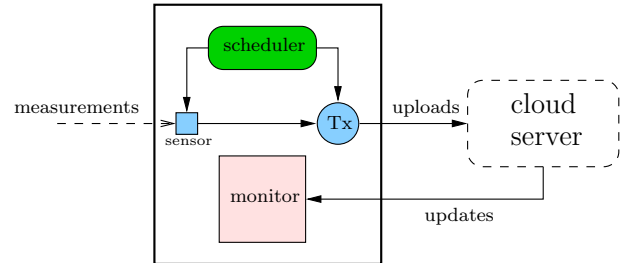 scheduler
measurements
sensor
Tx
uploads
cloud
server
monitor
updates